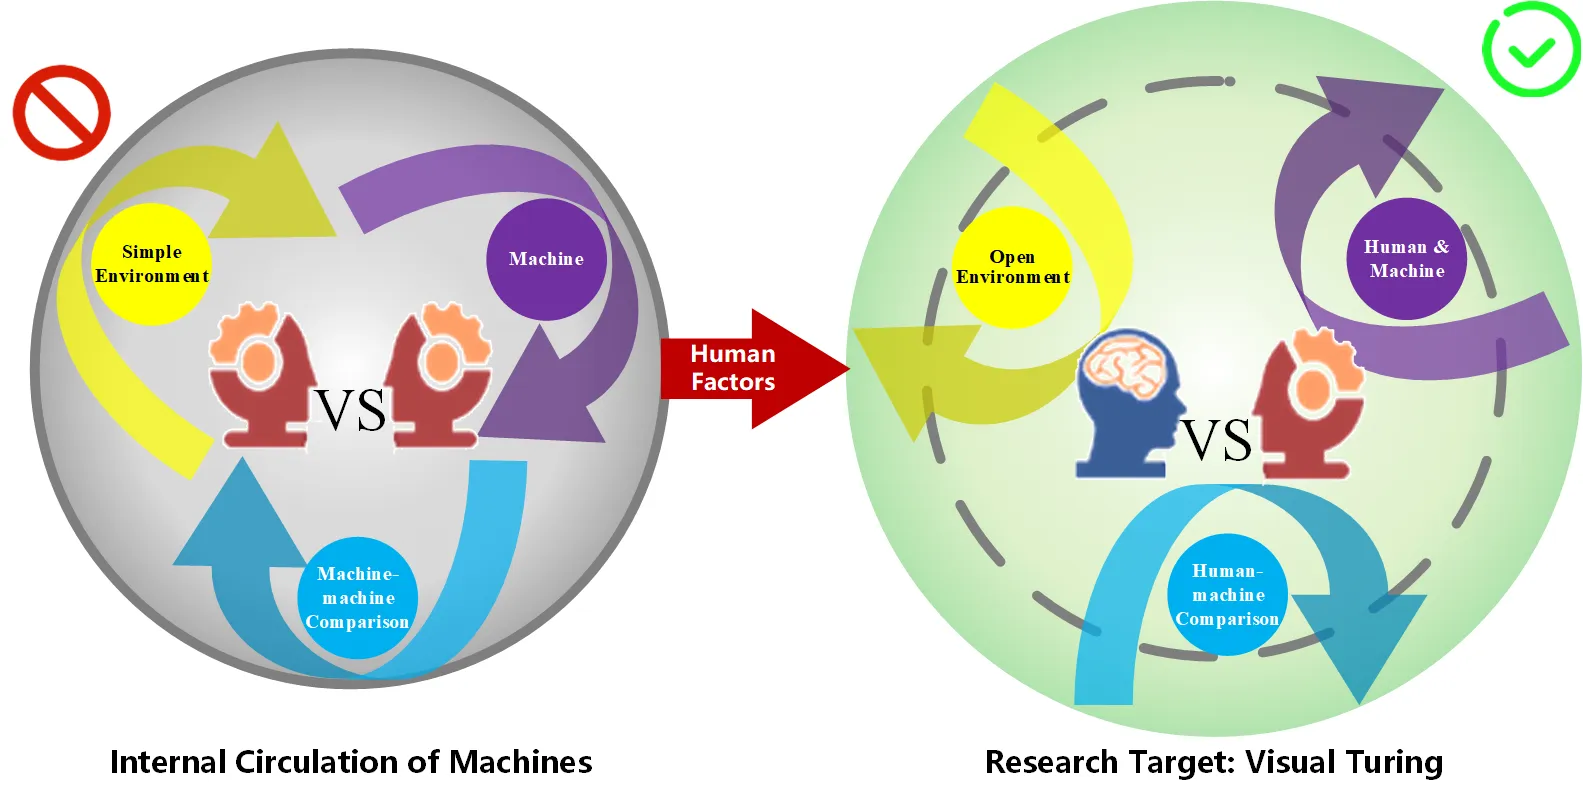 Simple
Environment
Machine
VS
Machine-
machine
Comparison
Internal Circulation of Machines
Human
Factors
Open
Environment
Human &
Machine
VS
Human-
machine
Comparison
Research Target: Visual Turing